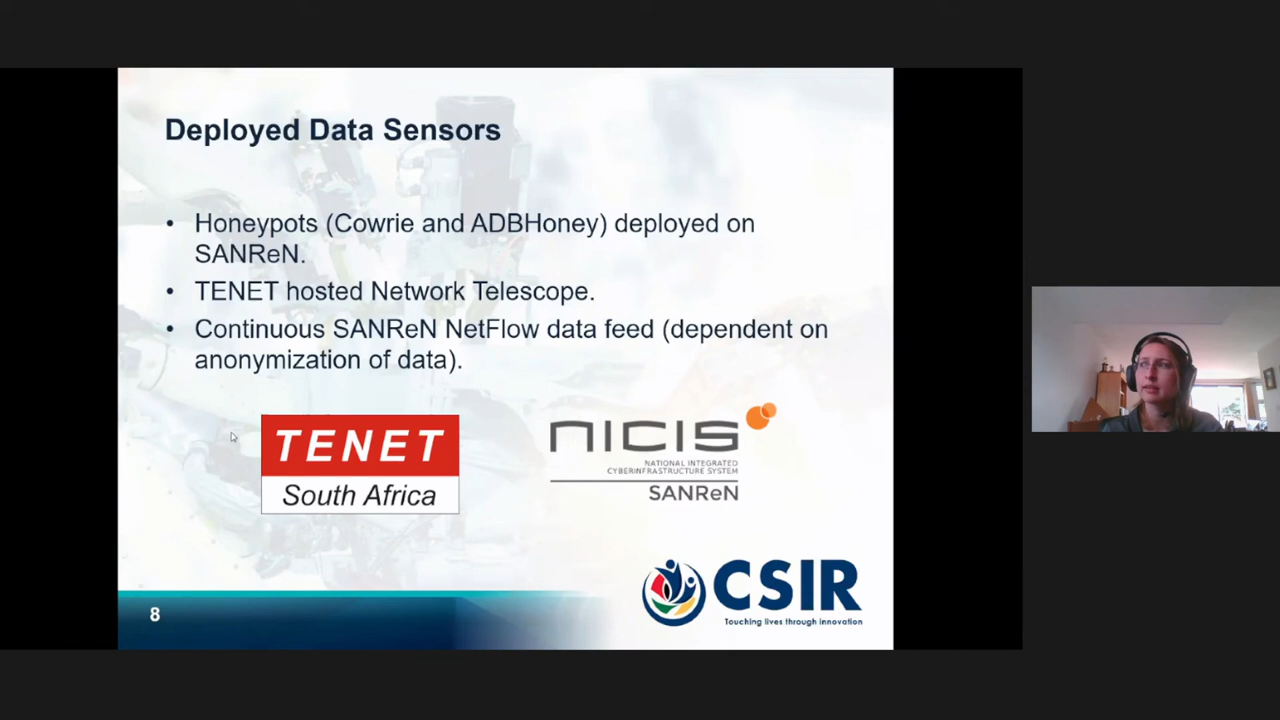 Deployed Data Sensors
• Honeypots (Cowrie and ADBHoney) deployed on
SANReN.
• TENET hosted Network Telescope.
• Continuous SANReN NetFlow data feed (dependent on
anonymization of data).
TENET
South Africa
NICIS
NATIONAL INTEGRATED
CYBERINFRASTRUCTURE SYSTEM
SANReN
CSIR
Touching lives through innovation
8